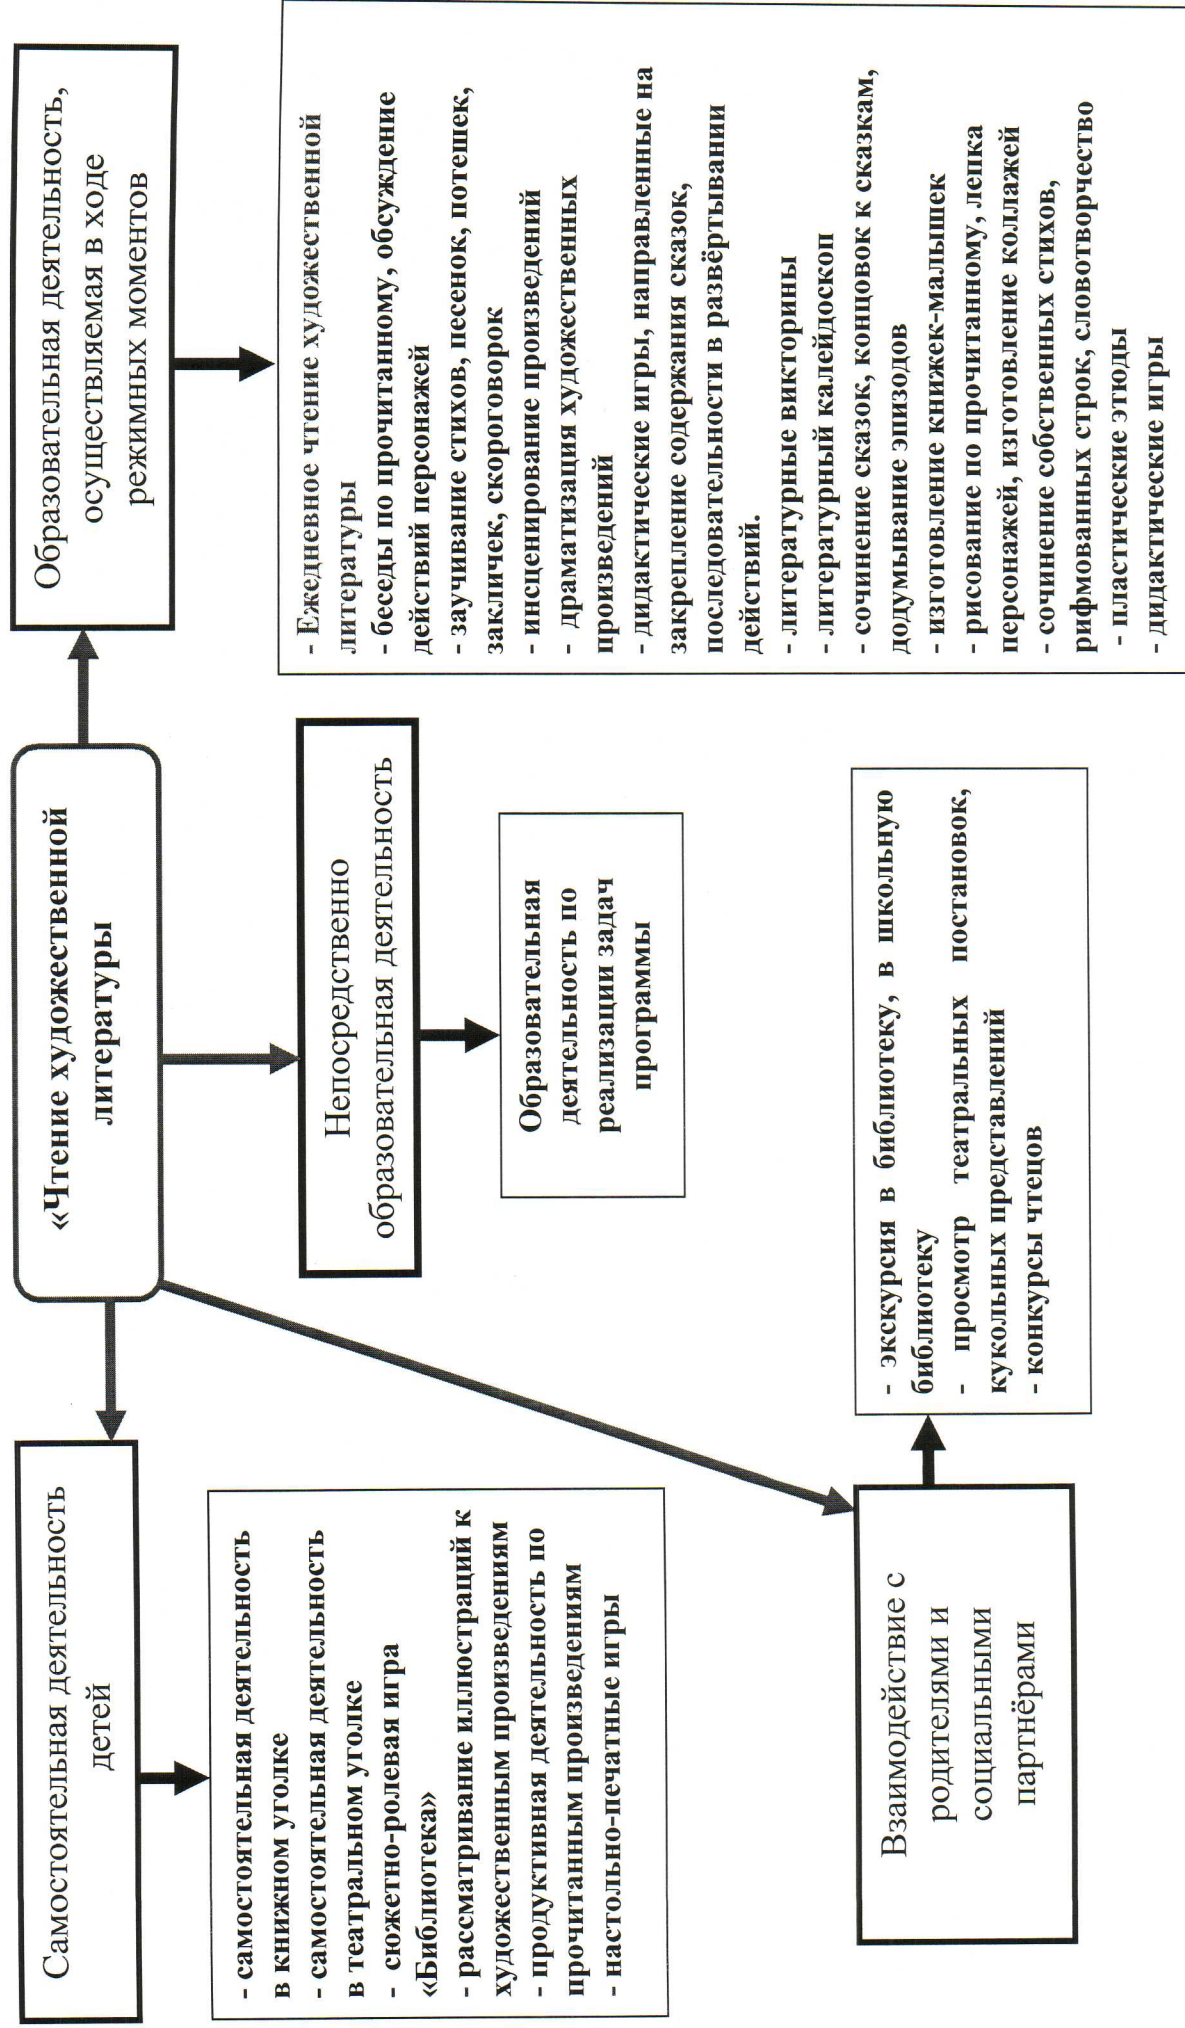 «Чтение художественной
литературы
Самостоятельная деятельность
детей
- самостоятельная деятельность
в книжном уголке
- самостоятельная деятельность
в театральном уголке
- сюжетно-ролевая игра
«Библиотека»
- рассматривание иллюстраций к
художественным произведениям
- продуктивная деятельность по
прочитанным произведениям
- настольно-печатные игры
Непосредственно
образовательная деятельность
Образовательная
деятельность по
реализации задач
программы
Образовательная деятельность,
осуществляемая в ходе
режимных моментов
- Ежедневное чтение художественной
литературы
- беседы по прочитанному, обсуждение
действий персонажей
- заучивание стихов, песенок, потешек,
закличек, скороговорок
- инсценирование произведений
- драматизация художественных
произведений
- дидактические игры, направленные на
закрепление содержания сказок,
последовательности в развёртывании
действий.
- литературные викторины
- литературный калейдоскоп
- сочинение сказок, концовок к сказкам,
додумывание эпизодов
- изготовление книжек-малышек
- рисование по прочитанному, лепка
персонажей, изготовление коллажей
- сочинение собственных стихов,
рифмованных строк, словотворчество
- пластические этюды
- дидактические игры
Взаимодействие с
родителями и
социальными
партнёрами
- экскурсия в библиотеку, в школьную
библиотеку
- просмотр театральных постановок,
кукольных представлений
- конкурсы чтецов